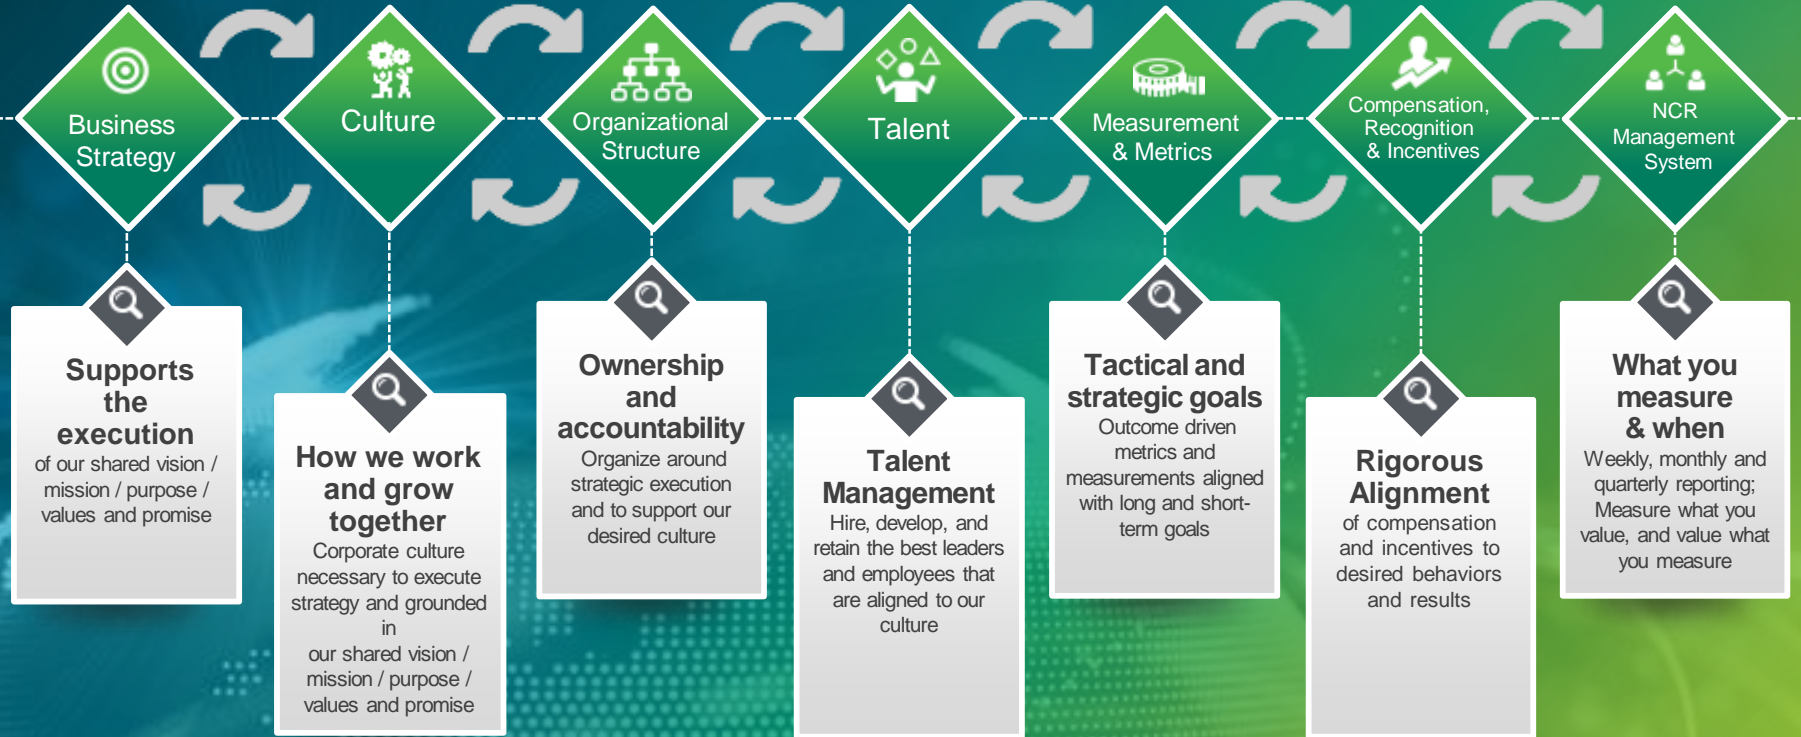 Business
Strategy
Culture
Organizational
Structure
Talent
Measurement
& Metrics
Compensation,
Recognition
& Incentives
NCR
Management
System
Supports
the
execution
of our shared vision /
mission / purpose /
values and promise
How we work
and grow
together
Corporate culture
necessary to execute
strategy and grounded
in
our shared vision /
mission / purpose /
values and promise
Ownership
and
accountability
Organize around
strategic execution
and to support our
desired culture
Talent
Management
Hire, develop, and
retain the best leaders
and employees that
are aligned to our
culture
Tactical and
strategic goals
Outcome driven
metrics and
measurements aligned
with long and short-
term goals
Rigorous
Alignment
of compensation
and incentives to
desired behaviors
and results
What you
measure
& when
Weekly, monthly and
quarterly reporting;
Measure what you
value, and value what
you measure